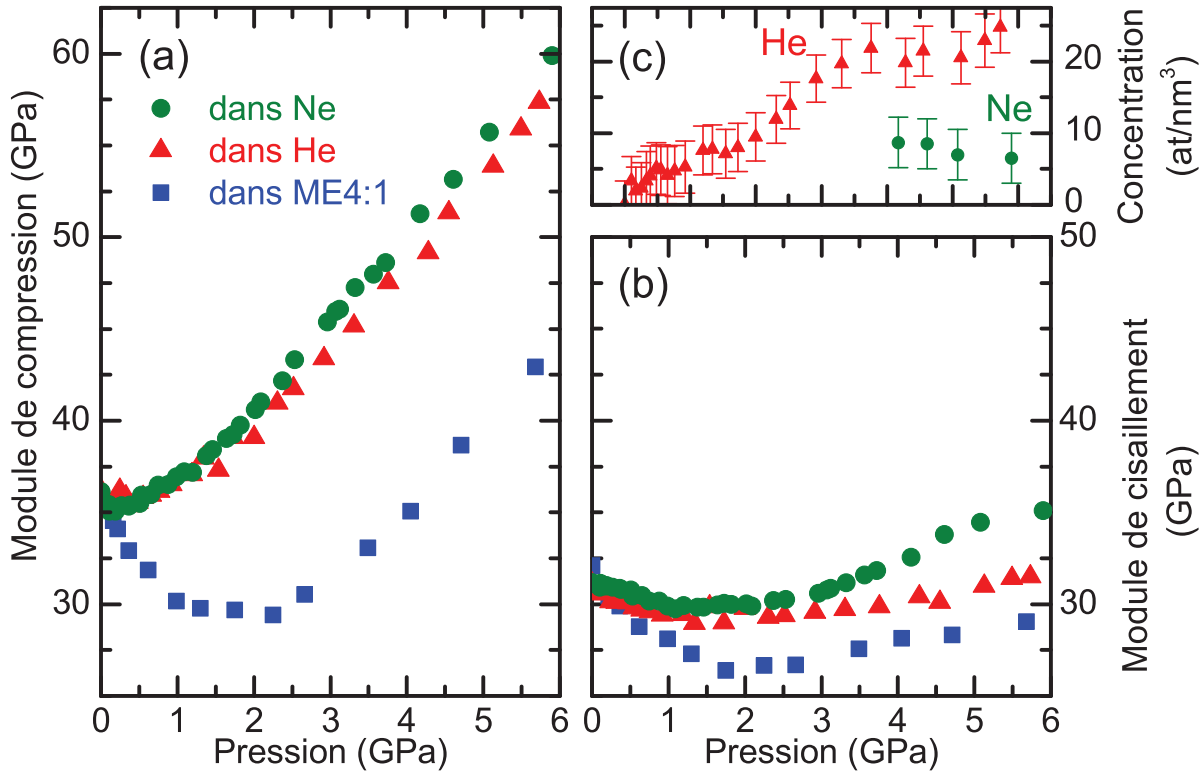 (a)
dans Ne
dans He
dans ME4:1
Module de compression (GPa)
60
50
40
30
0 1 2 3 4 5 6
Pression (GPa)
(c)
He
Ne
20
10
0
Concentration
(at/nm³)
(b)
50
40
30
Module de cisaillement
(GPa)
0 1 2 3 4 5 6
Pression (GPa)